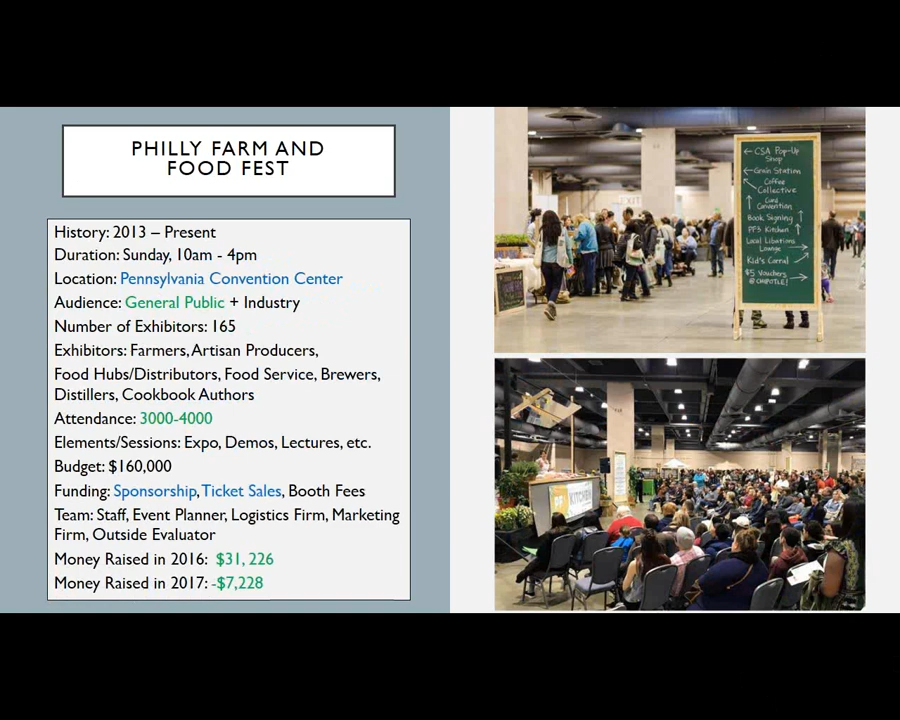 PHILLY FARM AND
FOOD FEST
History: 2013 – Present
Duration: Sunday, 10am - 4pm
Location: Pennsylvania Convention Center
Audience: General Public + Industry
Number of Exhibitors: 165
Exhibitors: Farmers, Artisan Producers,
Food Hubs/Distributors, Food Service, Brewers,
Distillers, Cookbook Authors
Attendance: 3000-4000
Elements/Sessions: Expo, Demos, Lectures, etc.
Budget: $160,000
Funding: Sponsorship, Ticket Sales, Booth Fees
Team: Staff, Event Planner, Logistics Firm, Marketing
Firm, Outside Evaluator
Money Raised in 2016: $31, 226
Money Raised in 2017: -$7,228
EXIT
← CSA Pop-Up
Shop
← Grain Station
Coffee
Collective
Convention
Book Signing ↑
PF3 Kitchen ↑
Local Libations
Lounge →
Kid's Corral
$5 Vouchers
@ CHIPOTLE! →
KITCHEN